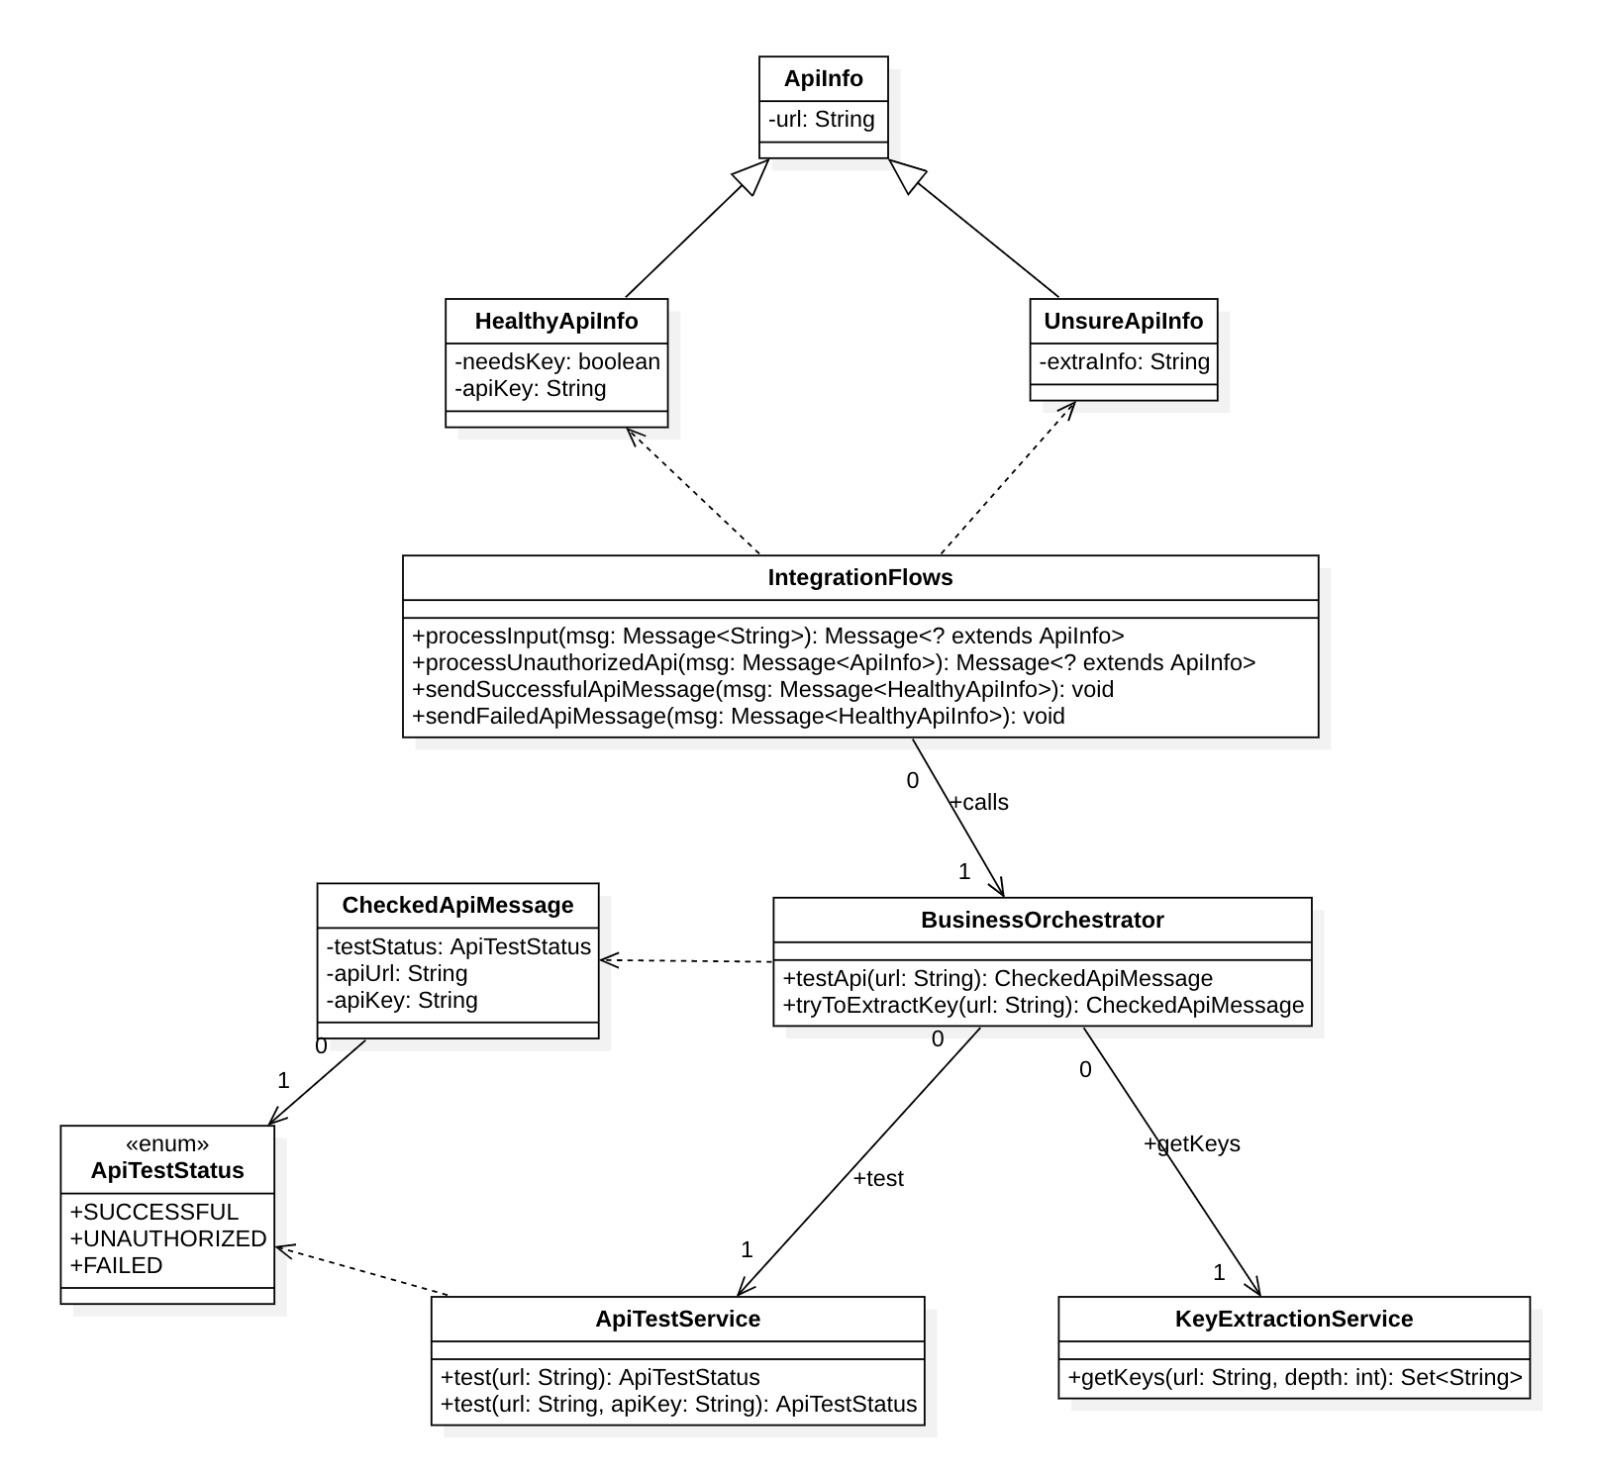 ApiInfo
-url: String
HealthyApiInfo
-needsKey: boolean
-apiKey: String
UnsureApiInfo
-extraInfo: String
IntegrationFlows
+processInput(msg: Message<String>): Message<? extends ApiInfo>
+processUnauthorizedApi(msg: Message<ApiInfo>): Message<? extends ApiInfo>
+sendSuccessfulApiMessage(msg: Message<HealthyApiInfo>): void
+sendFailedApiMessage(msg: Message<HealthyApiInfo>): void
0
+calls
1
CheckedApiMessage
-testStatus: ApiTestStatus
-apiUrl: String
-apiKey: String
BusinessOrchestrator
+testApi(url: String): CheckedApiMessage
+tryToExtractKey(url: String): CheckedApiMessage
0
1
0
0
+getKeys
+test
1
1
«enum»
ApiTestStatus
+SUCCESSFUL
+UNAUTHORIZED
+FAILED
ApiTestService
+test(url: String): ApiTestStatus
+test(url: String, apiKey: String): ApiTestStatus
KeyExtractionService
+getKeys(url: String, depth: int): Set<String>